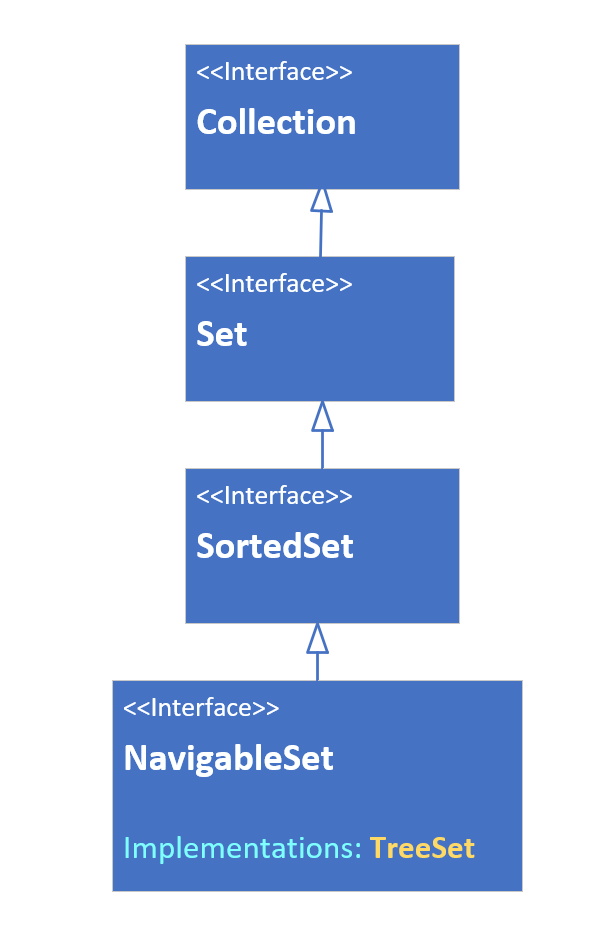 <<Interface>>
Collection
<<Interface>>
Set
<<Interface>>
SortedSet
<<Interface>>
NavigableSet
Implementations: TreeSet